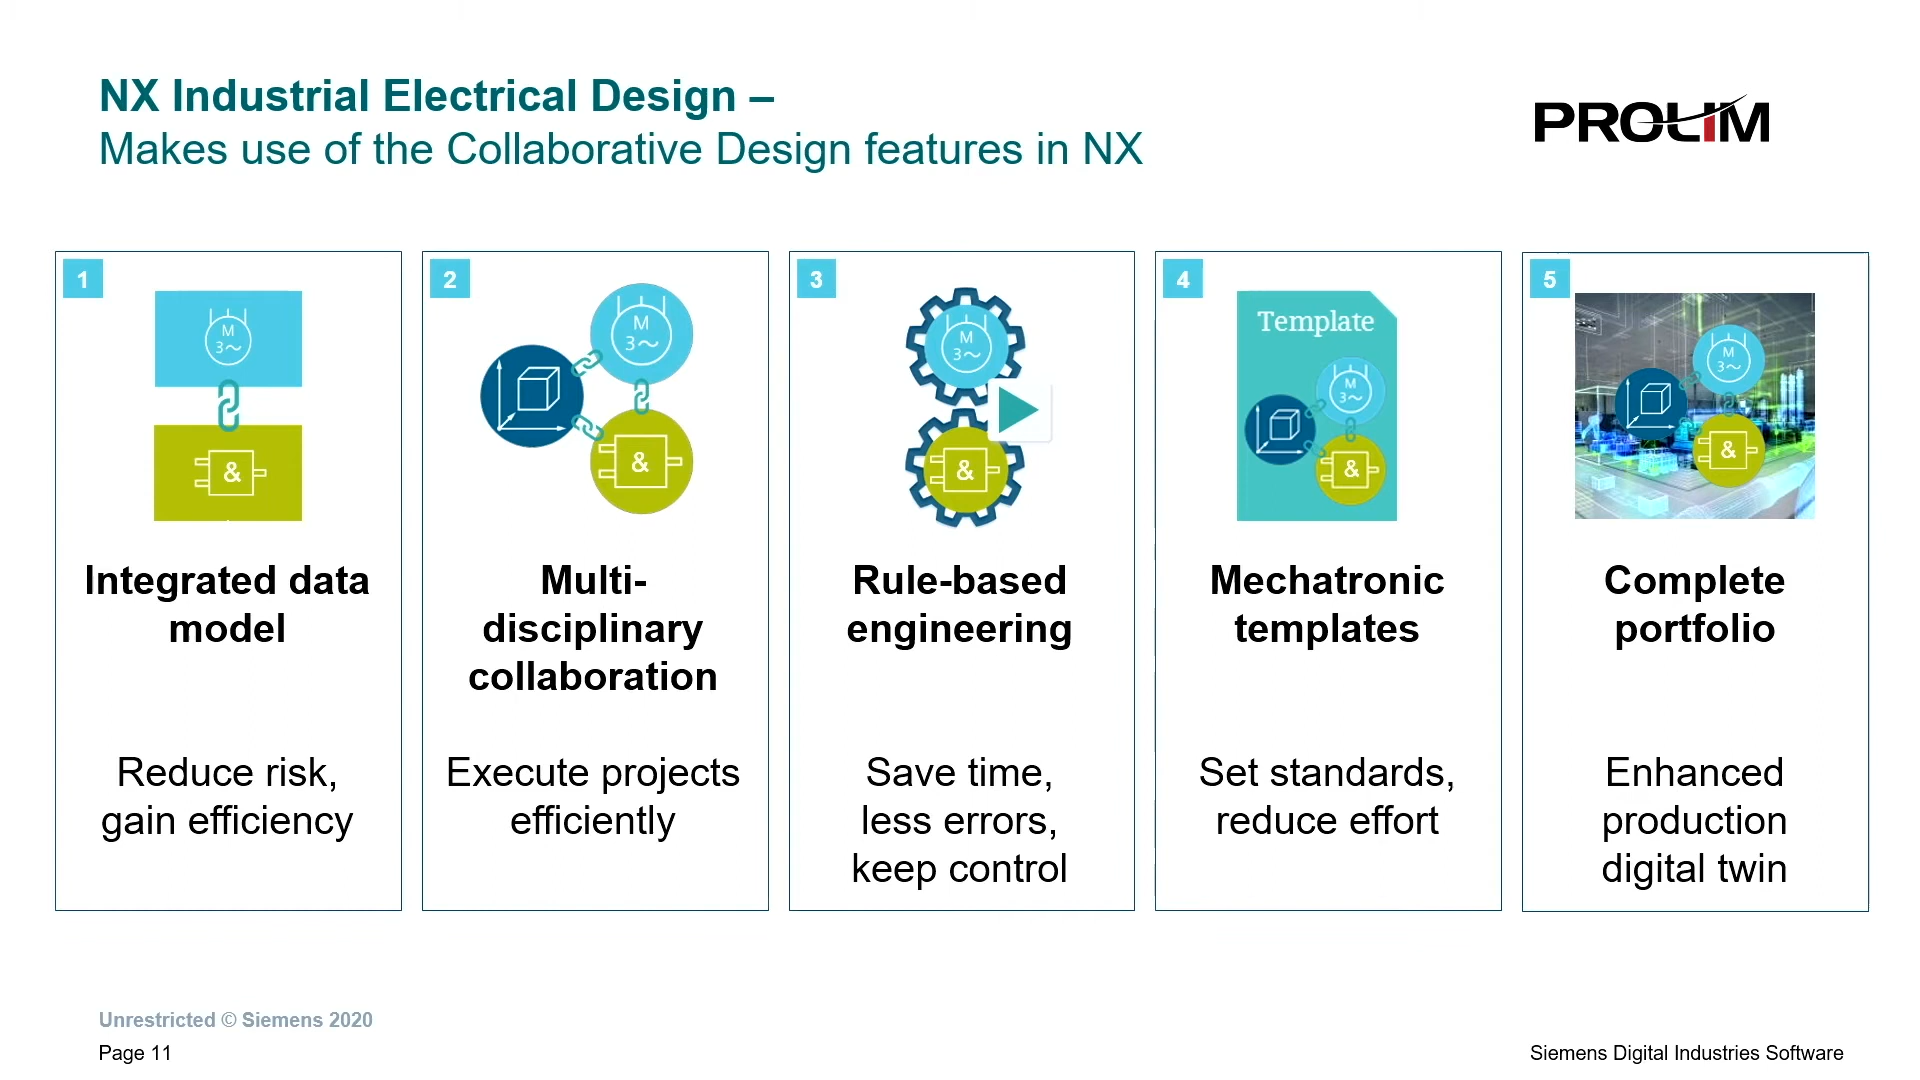 NX Industrial Electrical Design –
Makes use of the Collaborative Design features in NX
PROLIM
1
M
3~
&
Integrated data
model
Reduce risk,
gain efficiency
2
M
3~
&
Multi-
disciplinary
collaboration
Execute projects
efficiently
3
M
3~
&
Rule-based
engineering
Save time,
less errors,
keep control
4
Template
M
3~
&
Mechatronic
templates
Set standards,
reduce effort
5
M
3~
&
Complete
portfolio
Enhanced
production
digital twin
Unrestricted © Siemens 2020
Page 11
Siemens Digital Industries Software